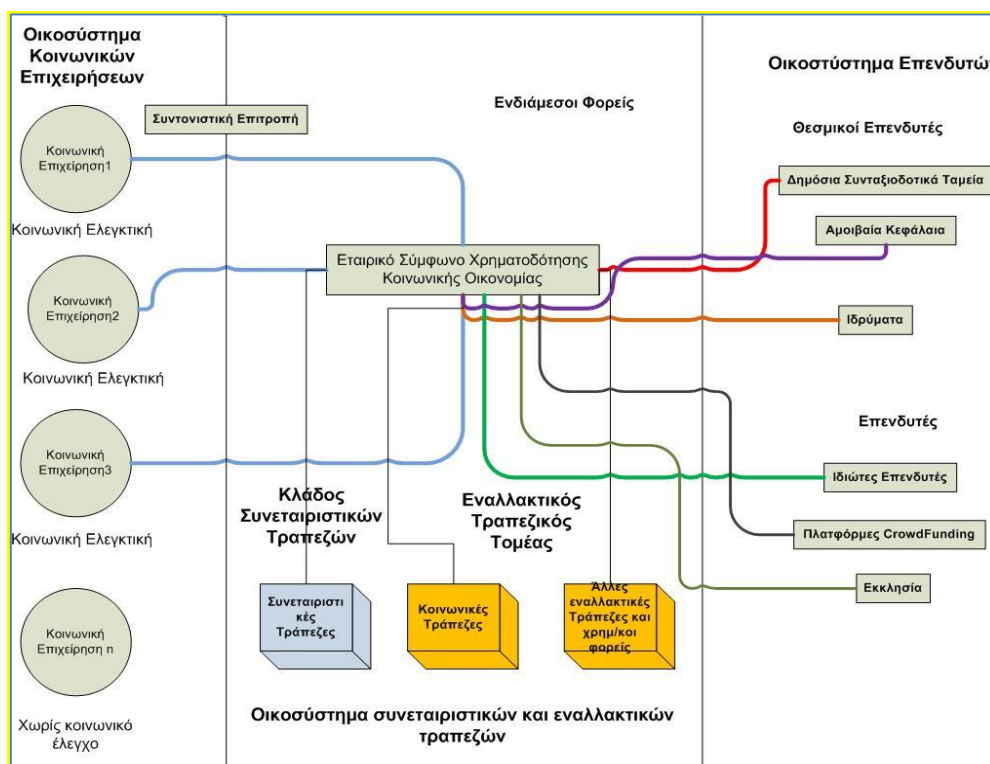 Οικοσύστημα
Κοινωνικών
Επιχειρήσεων
Κοινωνική
Επιχείρηση1
Κοινωνική Ελεγκτική
Κοινωνική
Επιχείρηση2
Κοινωνική Ελεγκτική
Κοινωνική
Επιχείρηση3
Κοινωνική Ελεγκτική
Κοινωνική
Επιχείρηση n
Χωρίς κοινωνικό
έλεγχο
Συντονιστική Επιτροπή
Ενδιάμεσοι Φορείς
Εταιρικό Σύμφωνο Χρηματοδότησης
Κοινωνικής Οικονομίας
Κλάδος
Συνεταιριστικών
Τραπεζών
Εναλλακτικός
Τραπεζικός
Τομέας
Συνεταιριστι
κές
Τράπεζες
Κοινωνικές
Τράπεζες
Άλλες
εναλλακτικές
Τράπεζες και
χρημ/κοι
φορείς
Οικοσύστημα συνεταιριστικών και εναλλακτικών
τραπεζών
Οικοστύστημα Επενδυτών
Θεσμικοί Επενδυτές
Δημόσια Συνταξιοδοτικά Ταμεία
Αμοιβαία Κεφάλαια
Ιδρύματα
Επενδυτές
Ιδιώτες Επενδυτές
Πλατφόρμες CrowdFunding
Εκκλησία